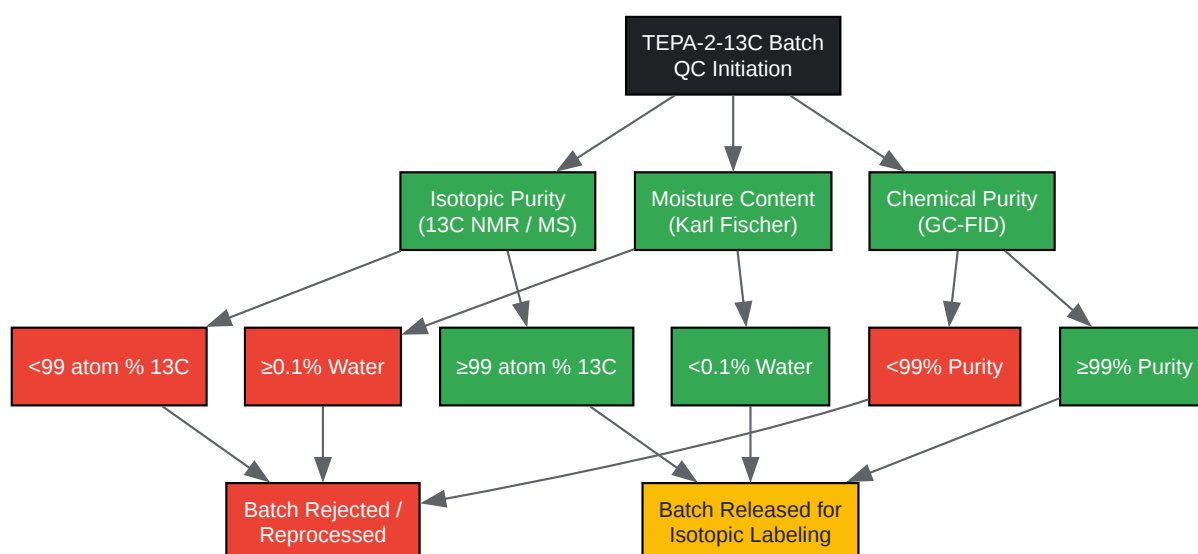 TEPA-2-13C Batch
QC Initiation
Isotopic Purity
(13C NMR / MS)
Moisture Content
(Karl Fischer)
Chemical Purity
(GC-FID)
<99 atom % 13C
≥0.1% Water
≥99 atom % 13C
<0.1% Water
<99% Purity
≥99% Purity
Batch Rejected /
Reprocessed
Batch Released for
Isotopic Labeling